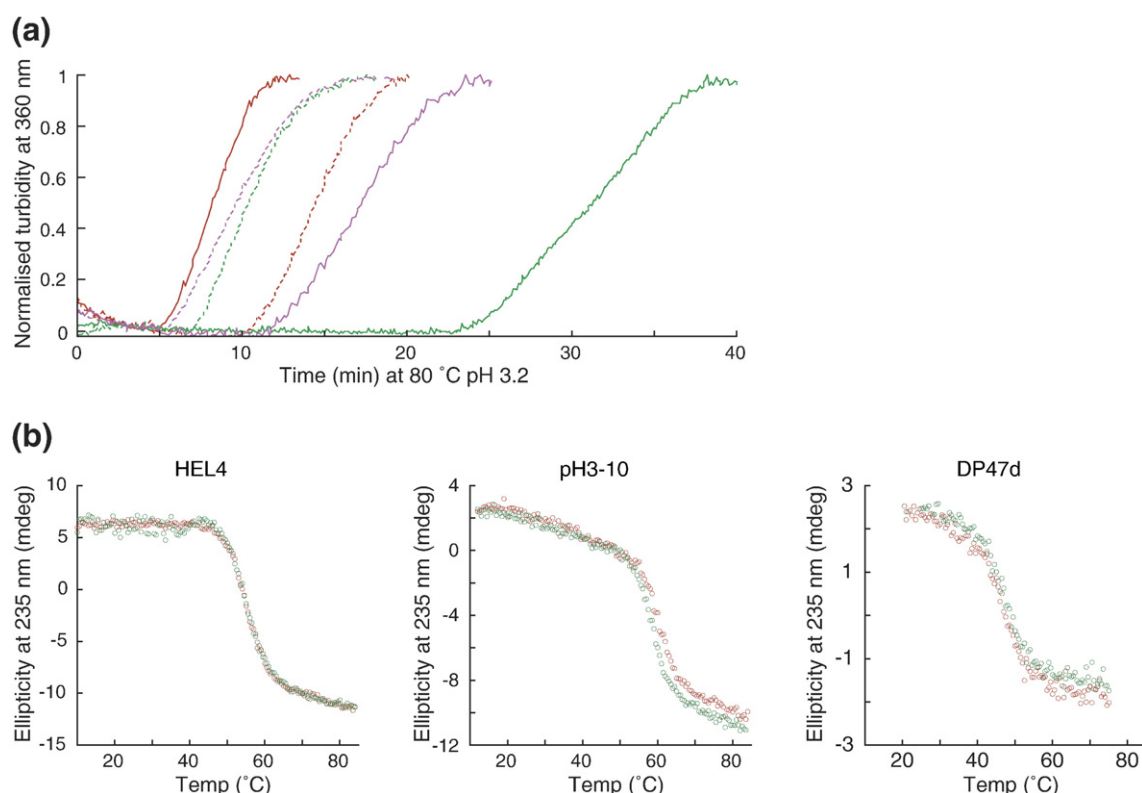 (a)
Normalised turbidity at 360 nm
1
0.8
0.6
0.4
0.2
0
0 10 20 30 40
Time (min) at 80 ˚C pH 3.2
(b)
HEL4
Ellipticity at 235 nm (mdeg)
10
5
0
-5
-10
-15
20 40 60 80
Temp (˚C)
pH3-10
Ellipticity at 235 nm (mdeg)
4
0
-4
-8
-12
20 40 60 80
Temp (˚C)
DP47d
Ellipticity at 235 nm (mdeg)
3
1
-1
-3
20 40 60 80
Temp (˚C)